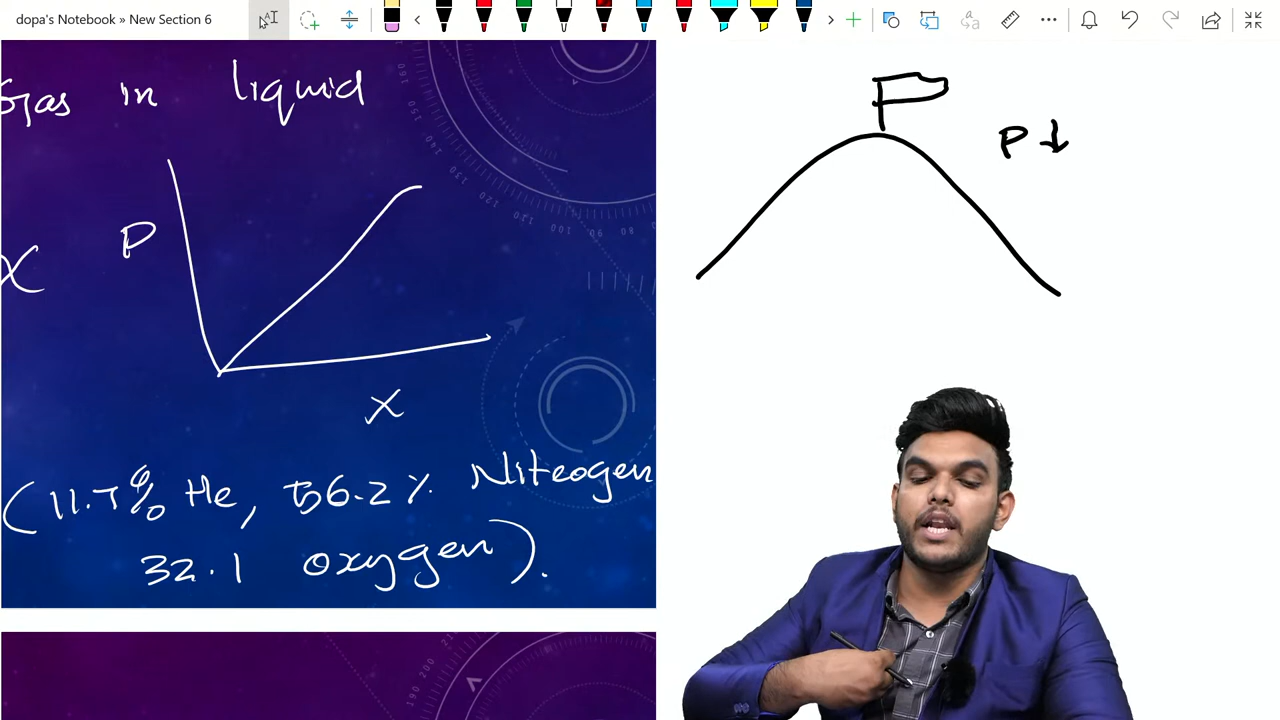 dopa's Notebook » New Section 6
Gas in liquid
P
X
X
(11.7% He, 56.2% Nitrogen
32.1 oxygen).
P ↓